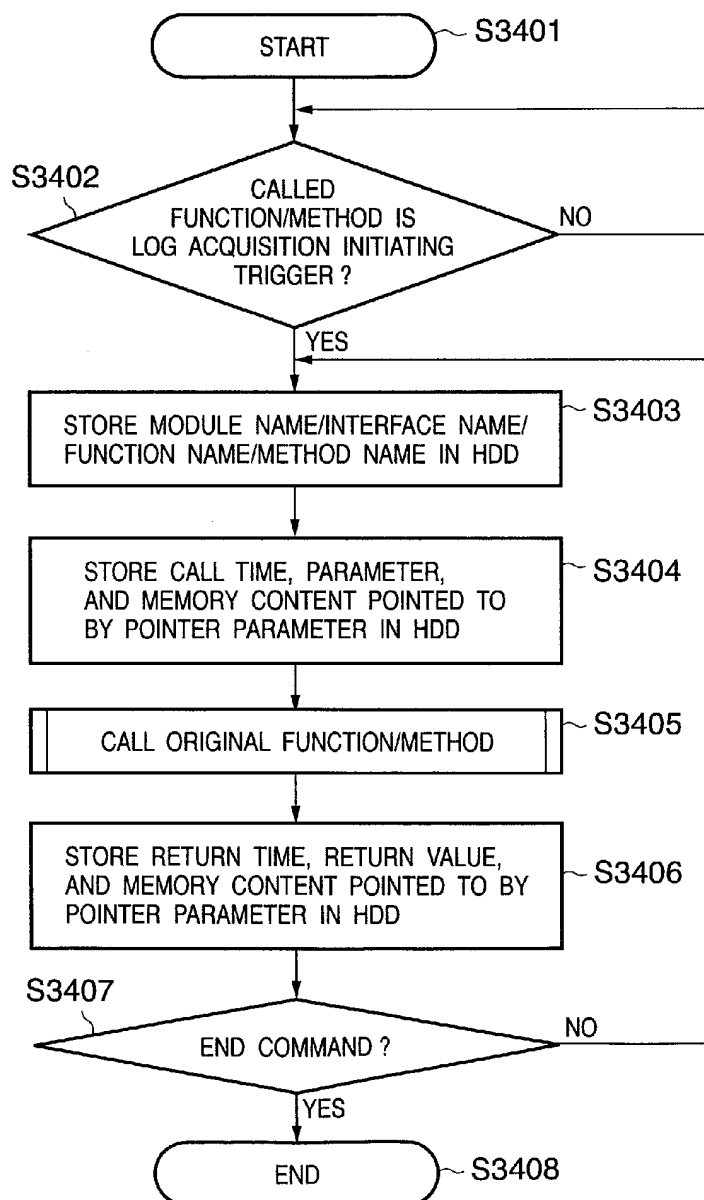 START
S3401
S3402
CALLED
FUNCTION/METHOD IS
LOG ACQUISITION INITIATING
TRIGGER ?
NO
YES
STORE MODULE NAME/INTERFACE NAME/
FUNCTION NAME/METHOD NAME IN HDD
S3403
STORE CALL TIME, PARAMETER,
AND MEMORY CONTENT POINTED TO
BY POINTER PARAMETER IN HDD
S3404
CALL ORIGINAL FUNCTION/METHOD
S3405
STORE RETURN TIME, RETURN VALUE,
AND MEMORY CONTENT POINTED TO BY
POINTER PARAMETER IN HDD
S3406
S3407
END COMMAND ?
NO
YES
END
S3408